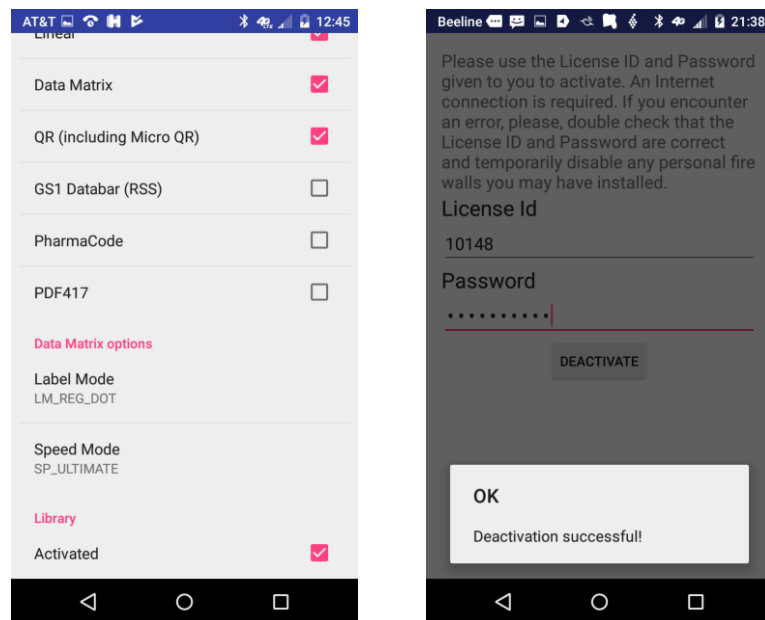 AT&T 12:45
Linear
Data Matrix
QR (including Micro QR)
GS1 Databar (RSS)
PharmaCode
PDF417
Data Matrix options
Label Mode
LM_REG_DOT
Speed Mode
SP_ULTIMATE
Library
Activated
Beeline 21:38
Please use the License ID and Password
given to you to activate. An Internet
connection is required. If you encounter
an error, please, double check that the
License ID and Password are correct
and temporarily disable any personal fire
walls you may have installed.
License Id
10148
Password
DEACTIVATE
OK
Deactivation successful!